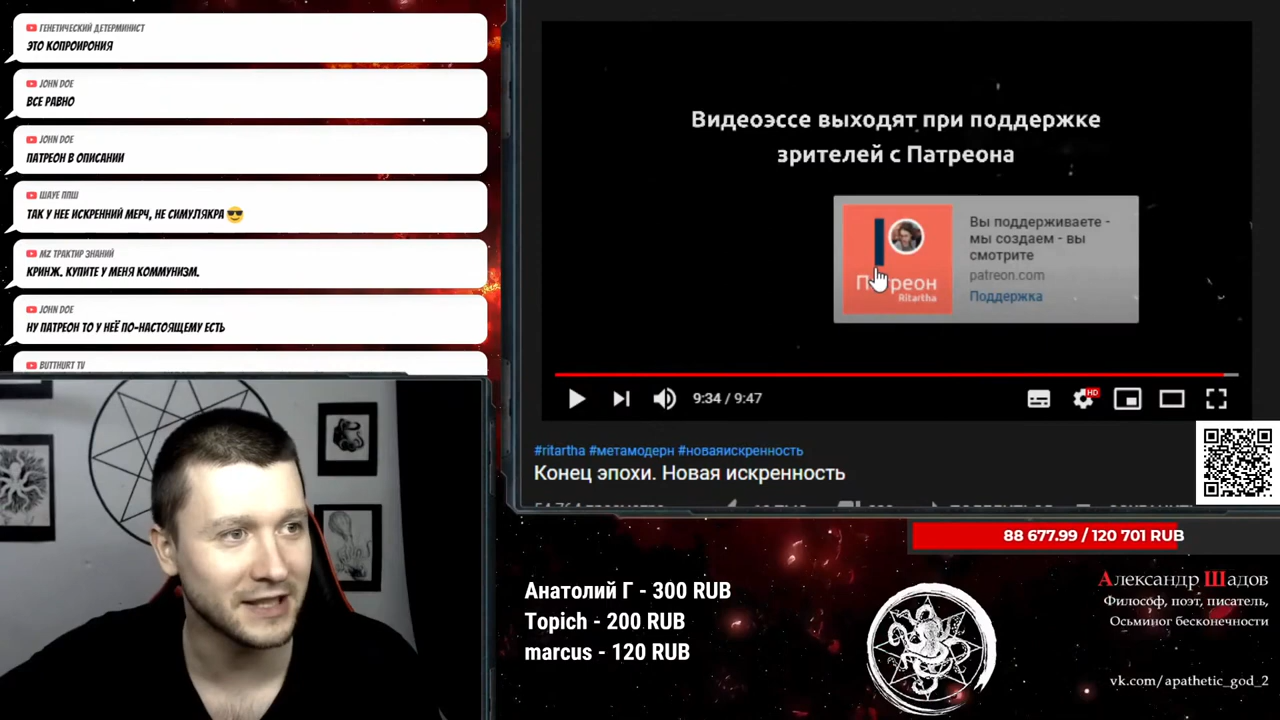 ГЕНЕТИЧЕСКИЙ ДЕТЕРМИНИСТ
ЭТО КОПРОИРОНИЯ
JOHN DOE
ВСЕ РАВНО
JOHN DOE
ПАТРЕОН В ОПИСАНИИ
ШАУЕ ППШ
ТАК У НЕЕ ИСКРЕННИЙ МЕРЧ, НЕ СИМУЛЯКРА
MZ ТРАКТИР ЗНАНИЙ
КРИНЖ. КУПИТЕ У МЕНЯ КОММУНИЗМ.
JOHN DOE
НУ ПАТРЕОН ТО У НЕЁ ПО-НАСТОЯЩЕМУ ЕСТЬ
BUTTHURT TV
Видеоэссе выходят при поддержке
зрителей с Патреона
Патреон
Ritartha
Вы поддерживаете -
мы создаем - вы
смотрите
patreon.com
Поддержка
9:34 / 9:47
HD
#ritartha #метамодерн #новаяискренность
Конец эпохи. Новая искренность
88 677.99 / 120 701 RUB
Анатолий Г - 300 RUB
Topich - 200 RUB
marcus - 120 RUB
Александр Шадов
Философ, поэт, писатель,
Осьминог бесконечности
vk.com/apathetic_god_2